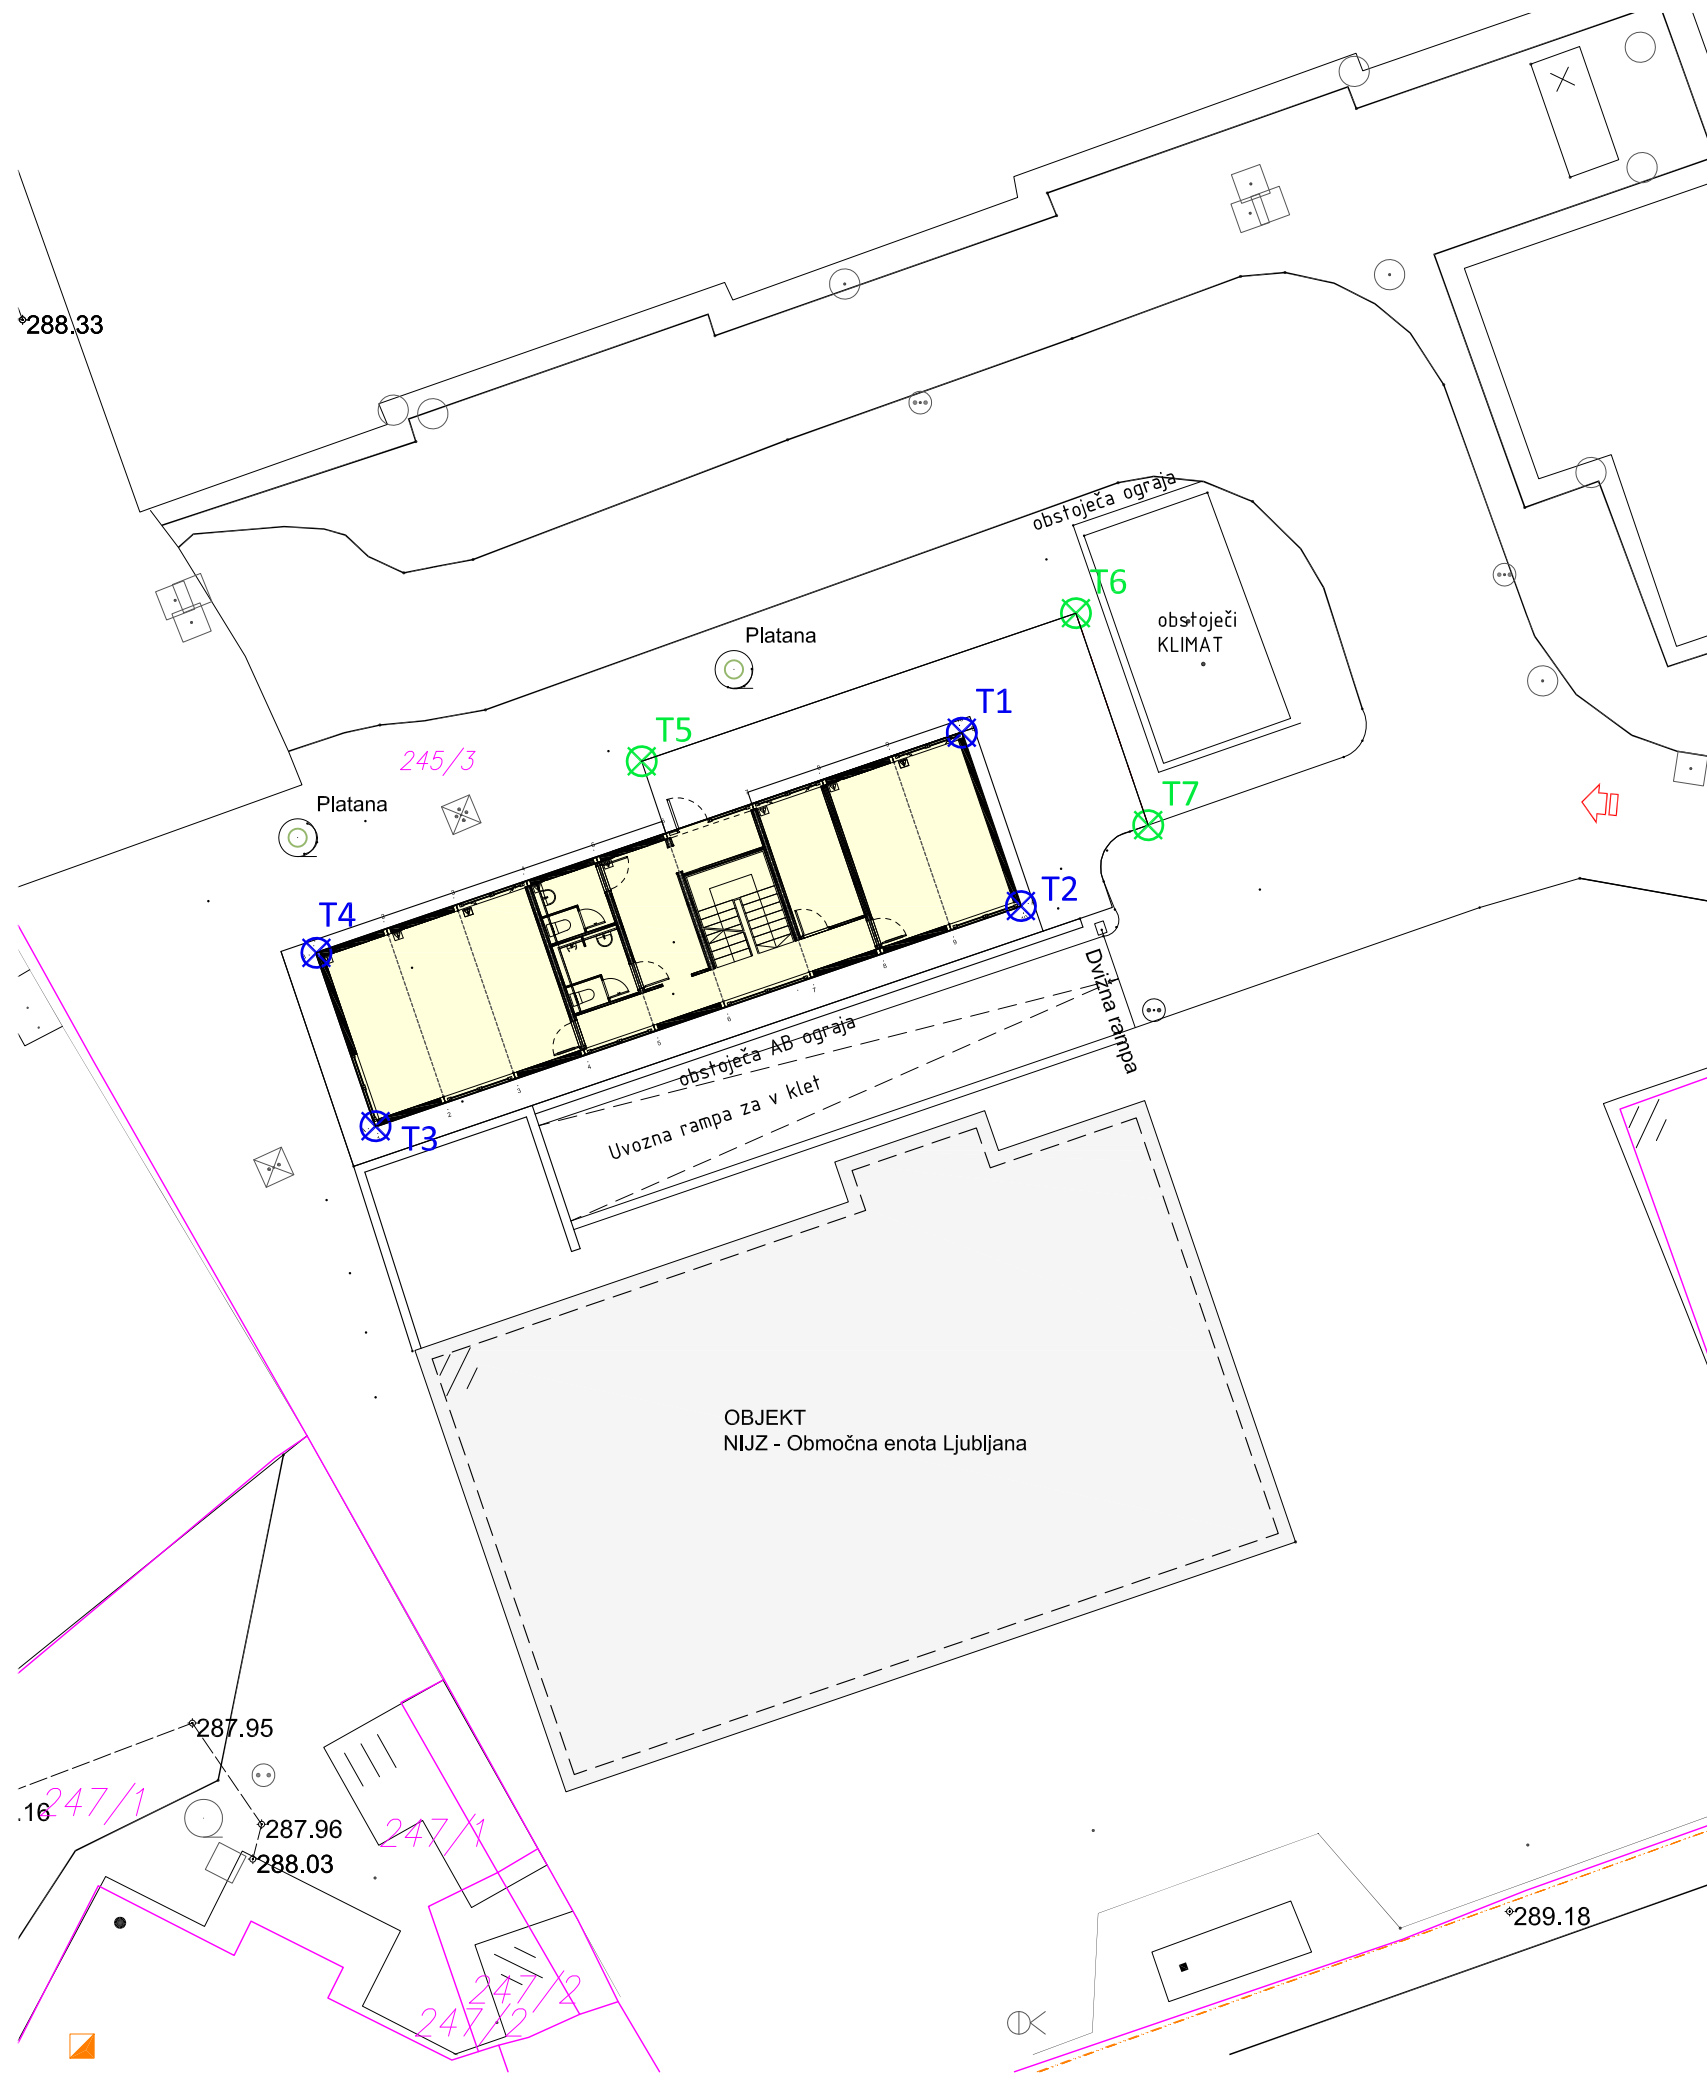 288.33
obstoječa ograja
T6
obstoječi
KLIMAT
Platana
T1
T5
245/3
T7
Platana
T2
T4
Dvižna rampa
obstoječa AB ograja
Uvozna rampa za v klet
T3
OBJEKT
NIJZ - Območna enota Ljubljana
287.95
247/1
.16
287.96
247/1
288.03
289.18
247/2
247/2